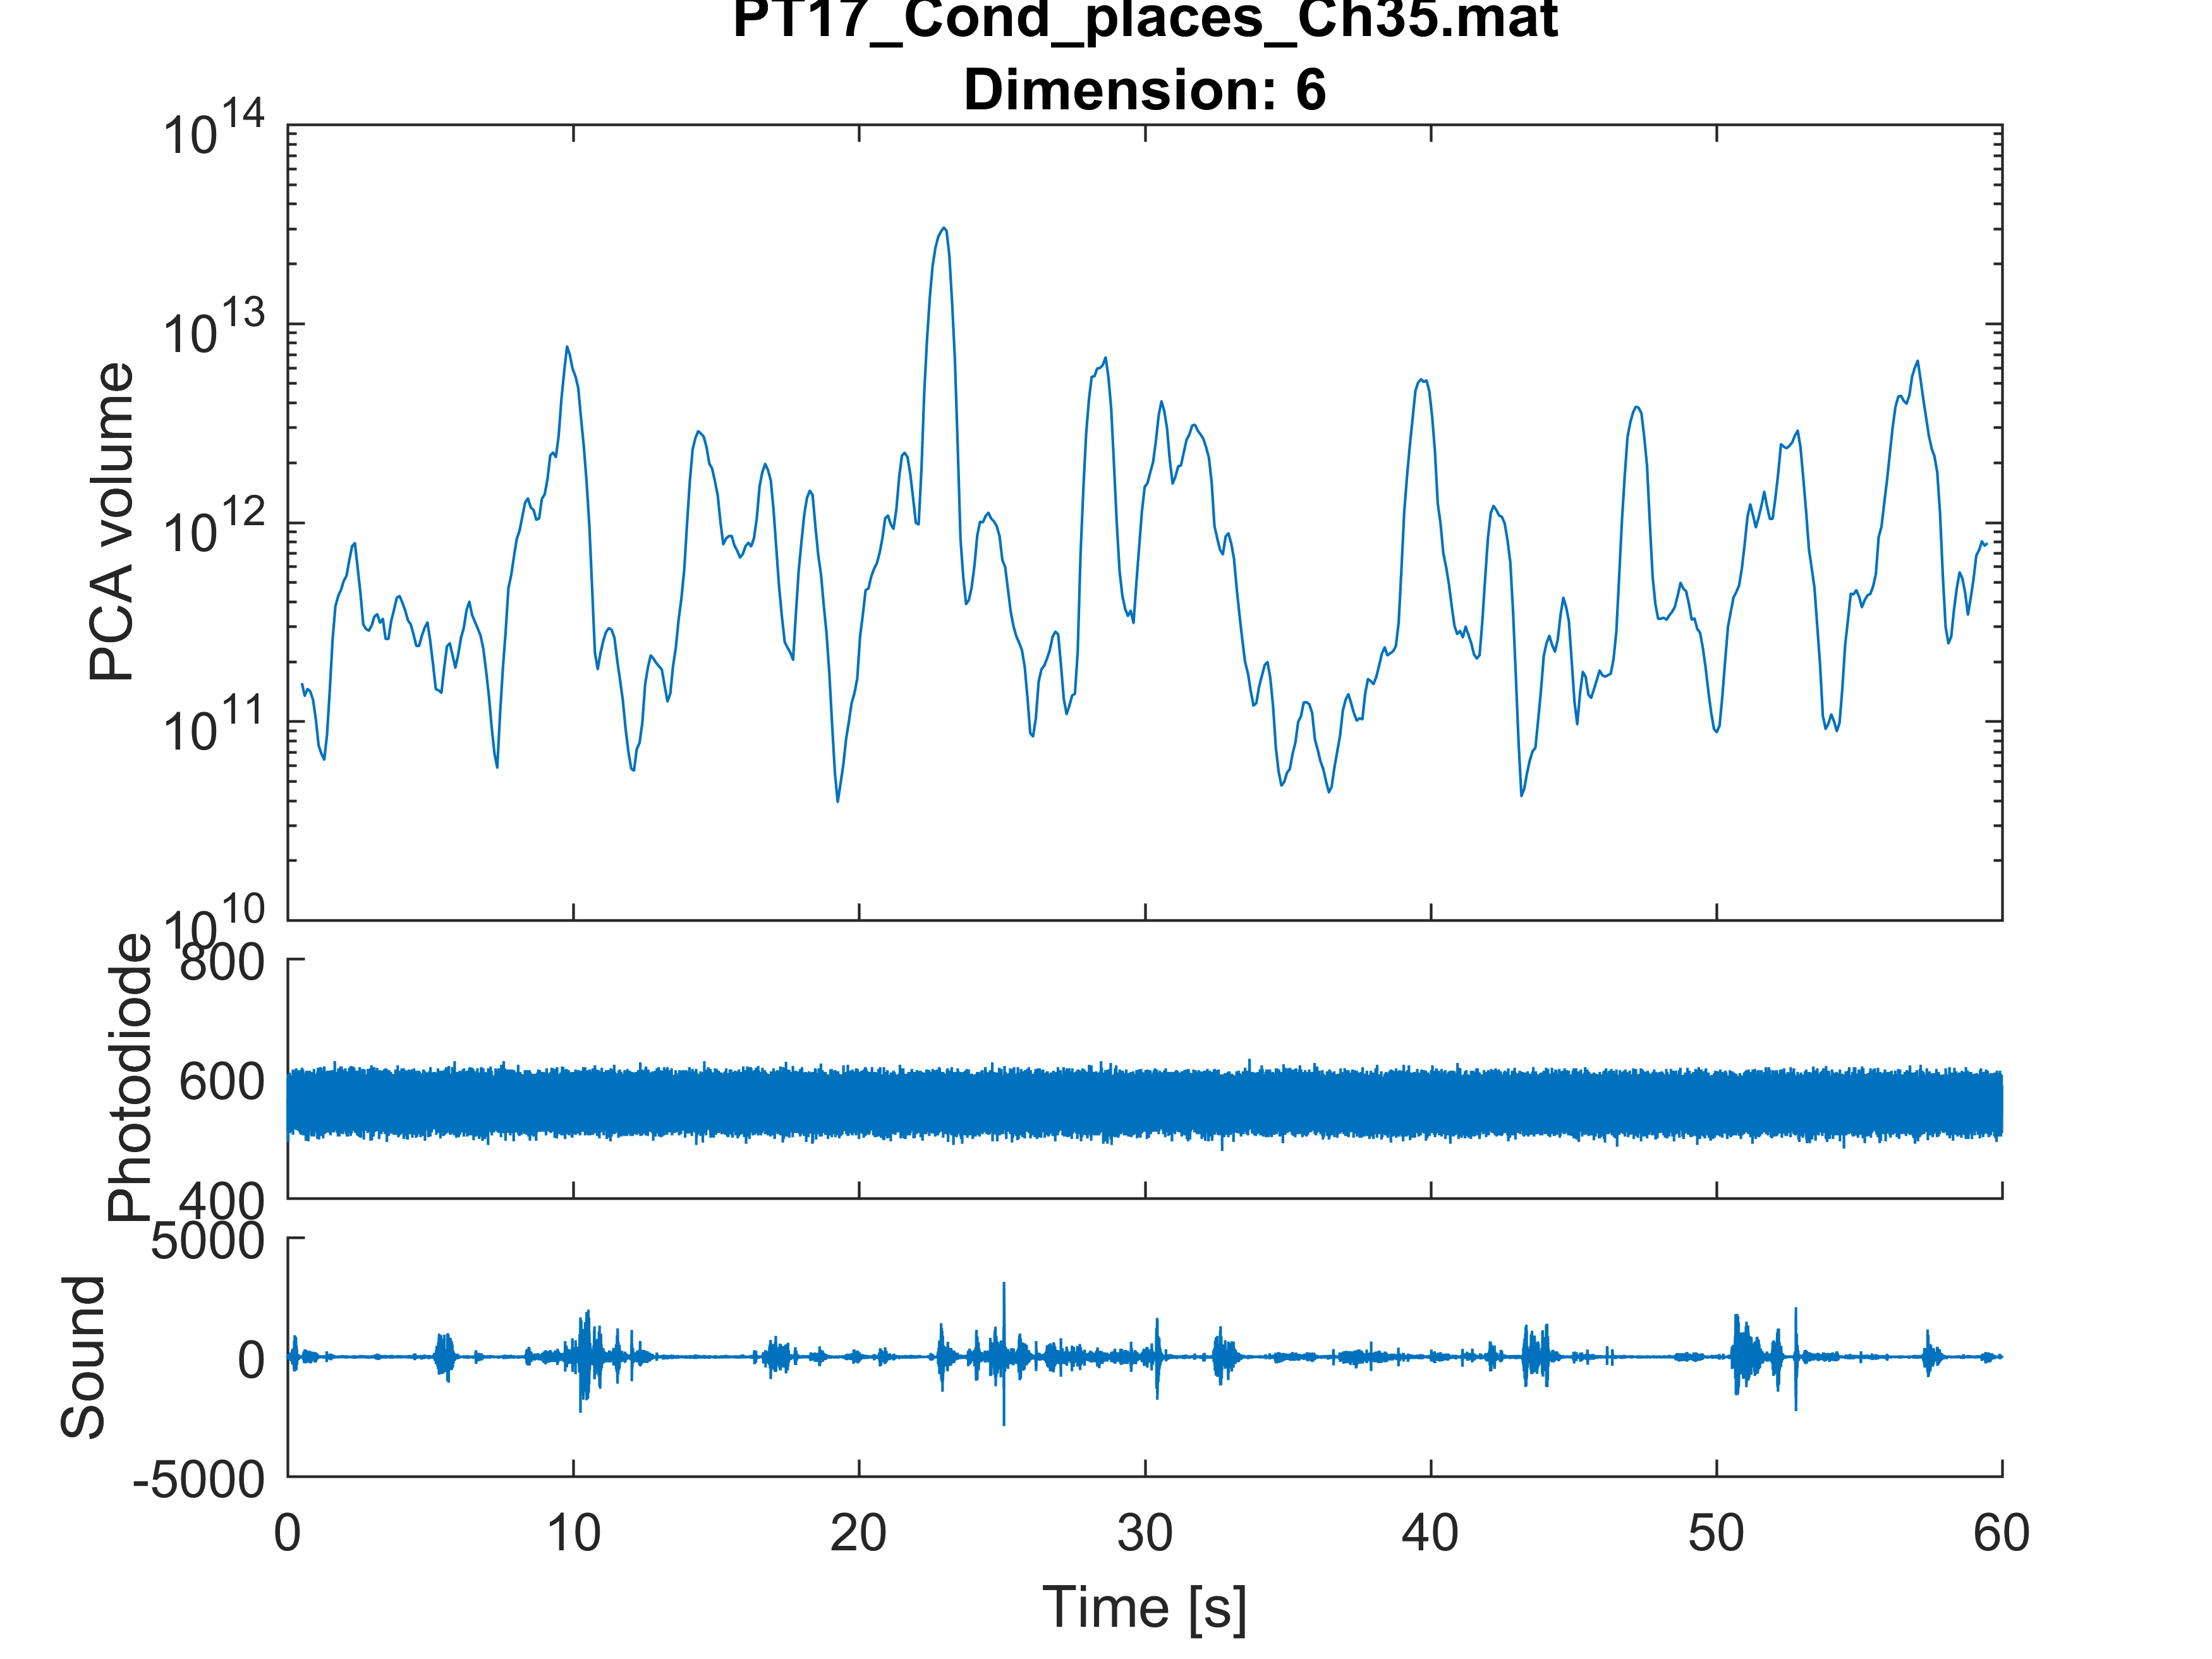 PT17_Cond_places_Ch35.mat
Dimension: 6
10^14
10^13
10^12
10^11
10^10
PCA volume
800
600
400
Photodiode
5000
0
-5000
Sound
0 10 20 30 40 50 60
Time [s]